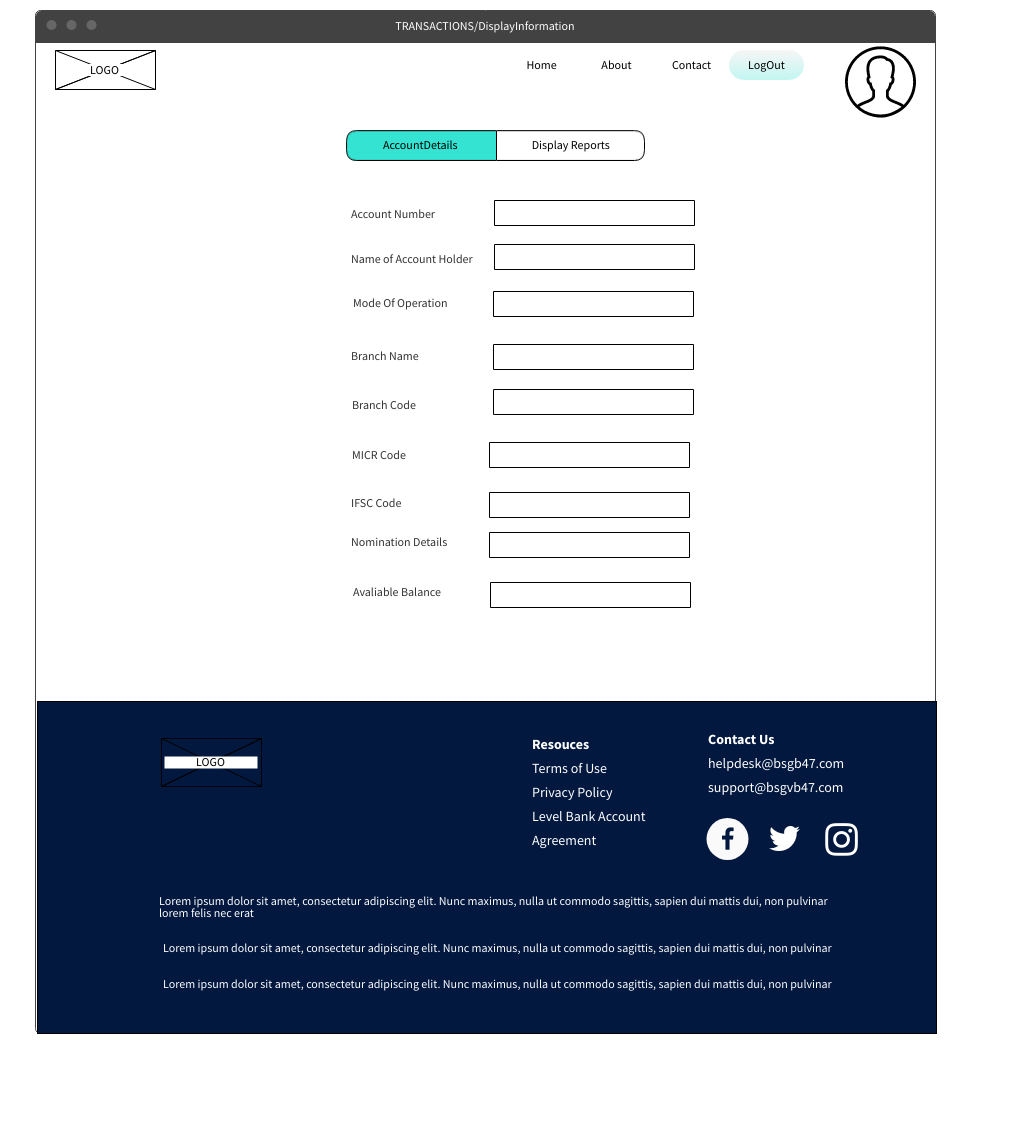 TRANSACTIONS/DisplayInformation
LOGO
Home
About
Contact
LogOut
AccountDetails
Display Reports
Account Number
Name of Account Holder
Mode Of Operation
Branch Name
Branch Code
MICR Code
IFSC Code
Nomination Details
Avaliable Balance
LOGO
Resouces
Terms of Use
Privacy Policy
Level Bank Account
Agreement
Contact Us
helpdesk@bsgb47.com
support@bsgvb47.com
Lorem ipsum dolor sit amet, consectetur adipiscing elit. Nunc maximus, nulla ut commodo sagittis, sapien dui mattis dui, non pulvinar
lorem felis nec erat
Lorem ipsum dolor sit amet, consectetur adipiscing elit. Nunc maximus, nulla ut commodo sagittis, sapien dui mattis dui, non pulvinar
Lorem ipsum dolor sit amet, consectetur adipiscing elit. Nunc maximus, nulla ut commodo sagittis, sapien dui mattis dui, non pulvinar